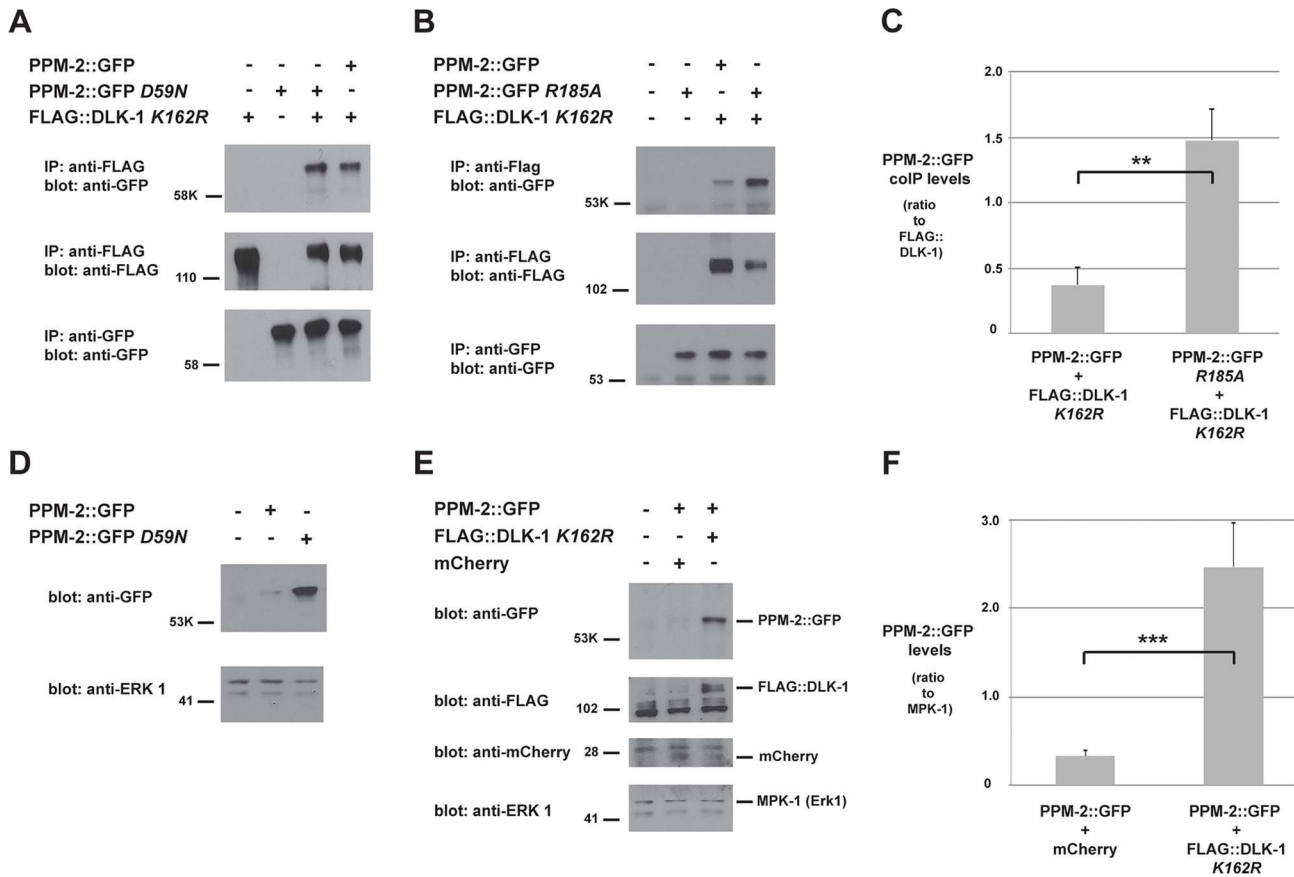 A
PPM-2::GFP - - - +
PPM-2::GFP D59N - + + -
FLAG::DLK-1 K162R + - + +
IP: anti-FLAG
blot: anti-GFP
58K
IP: anti-FLAG
blot: anti-FLAG
110
IP: anti-GFP
blot: anti-GFP
58
B
PPM-2::GFP - - + -
PPM-2::GFP R185A - + - +
FLAG::DLK-1 K162R - - + +
IP: anti-Flag
blot: anti-GFP
53K
IP: anti-FLAG
blot: anti-FLAG
102
IP: anti-GFP
blot: anti-GFP
53
C
PPM-2::GFP
coIP levels
(ratio
to
FLAG::
DLK-1)
2.0
1.5
1.0
0.5
0
**
PPM-2::GFP
+
FLAG::DLK-1
K162R
PPM-2::GFP
R185A
+
FLAG::DLK-1
K162R
D
PPM-2::GFP - + -
PPM-2::GFP D59N - - +
blot: anti-GFP
53K
blot: anti-ERK 1
41
E
PPM-2::GFP - + +
FLAG::DLK-1 K162R - - +
mCherry - + -
blot: anti-GFP
53K
PPM-2::GFP
blot: anti-FLAG
102
FLAG::DLK-1
blot: anti-mCherry
28
mCherry
blot: anti-ERK 1
41
MPK-1 (Erk1)
F
PPM-2::GFP
levels
(ratio
to
MPK-1)
3.0
2.0
1.0
0
***
PPM-2::GFP
+
mCherry
PPM-2::GFP
+
FLAG::DLK-1
K162R